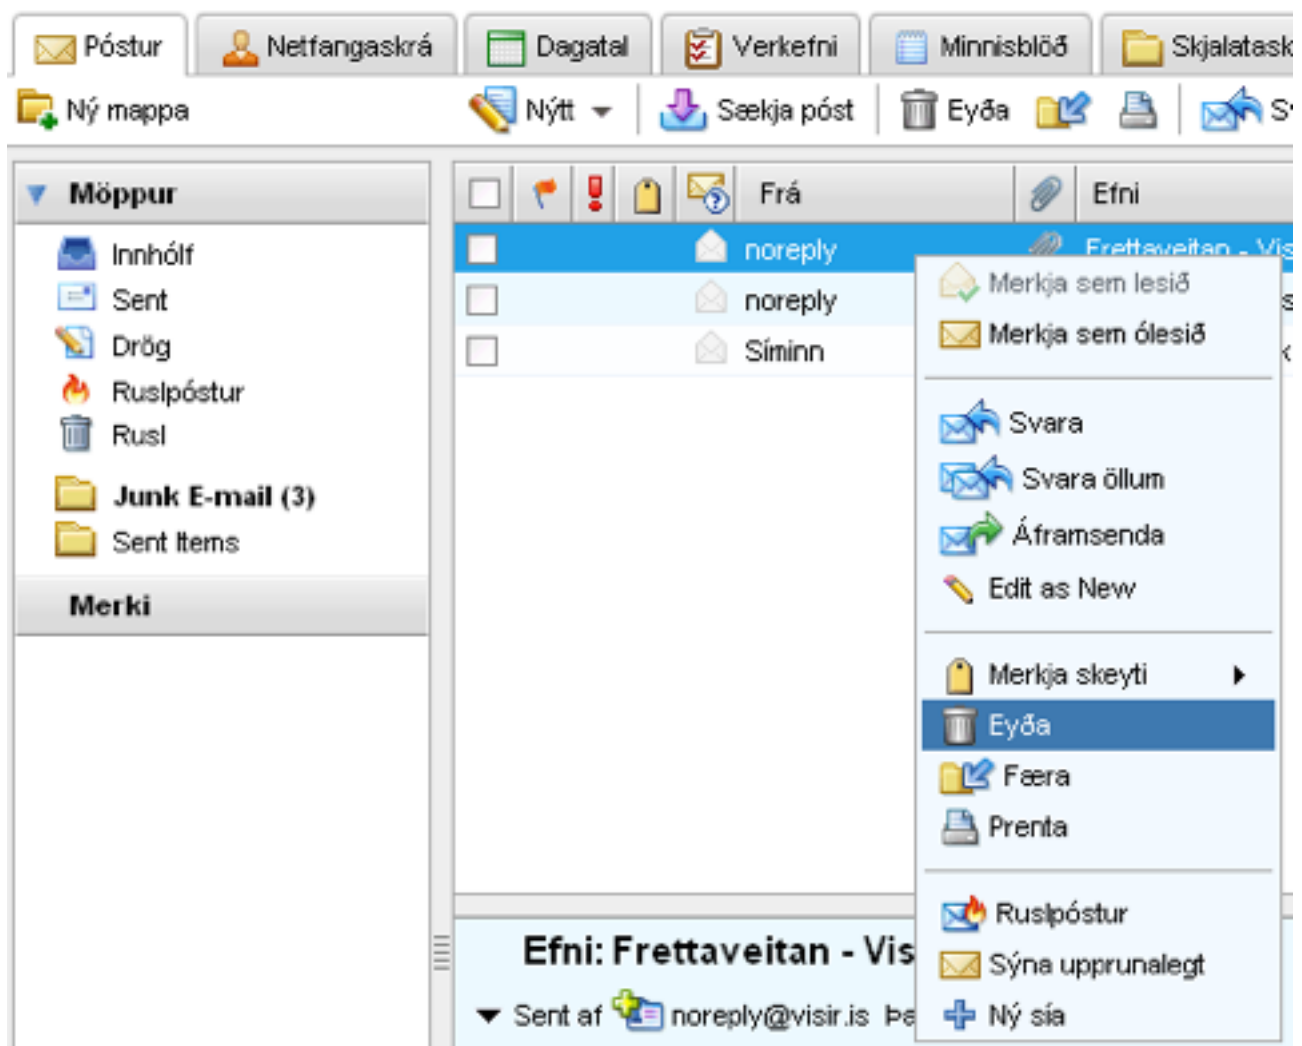 Póstur Netfangaskrá Dagatal Verkefni Minnisblöð Skjalatask
Ný mappa Nýtt Sækja póst Eyða
Möppur
Innhólf
Sent
Drög
Ruslpóstur
Rusl
Junk E-mail (3)
Sent Items
Merki
Frá Efni
noreply Frettaveitan - Vis
noreply
Síminn
Merkja sem lesið
Merkja sem ólesið
Svara
Svara öllum
Áframsenda
Edit as New
Merkja skeyti
Eyða
Færa
Prenta
Ruslpóstur
Sýna upprunalegt
Ný sía
Efni: Frettaveitan - Vis
Sent af noreply@visir.is